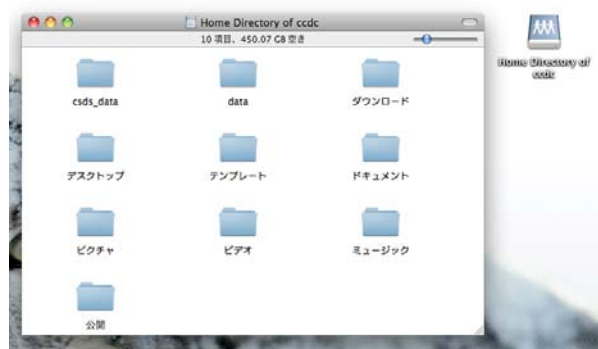 Home Directory of ccdc
10 項目、450.07 GB 空き
csds_data
data
ダウンロード
デスクトップ
テンプレート
ドキュメント
ピクチャ
ビデオ
ミュージック
公開
Home Directory of
ccdc